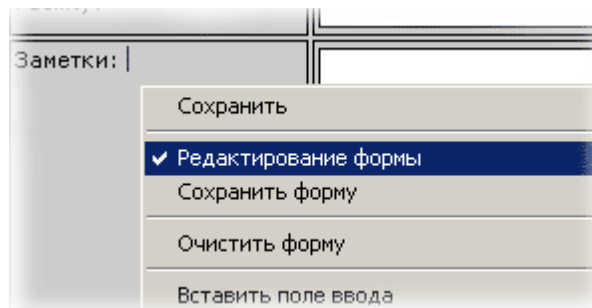 Заметки:
Сохранить
Редактирование формы
Сохранить форму
Очистить форму
Вставить поле ввода